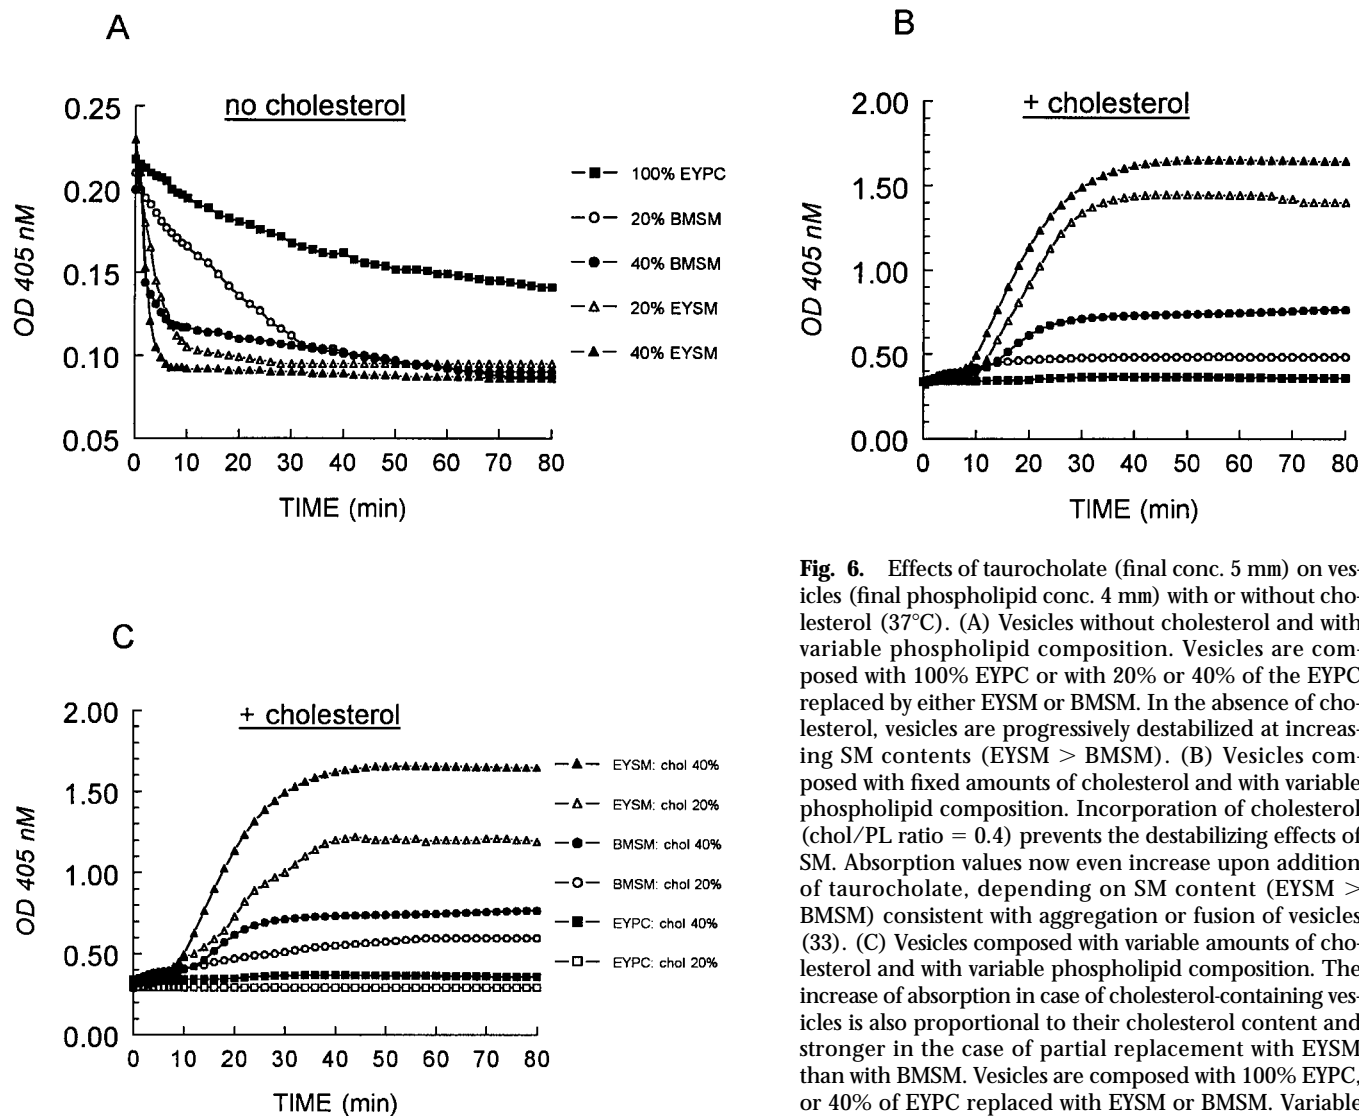 A
no cholesterol
0.25
0.20
0.15
0.10
0.05
OD 405 nM
0 10 20 30 40 50 60 70 80
TIME (min)
100% EYPC
20% BMSM
40% BMSM
20% EYSM
40% EYSM
B
+ cholesterol
2.00
1.50
1.00
0.50
0.00
OD 405 nM
0 10 20 30 40 50 60 70 80
TIME (min)
C
+ cholesterol
2.00
1.50
1.00
0.50
0.00
OD 405 nM
0 10 20 30 40 50 60 70 80
TIME (min)
EYSM: chol 40%
EYSM: chol 20%
BMSM: chol 40%
BMSM: chol 20%
EYPC: chol 40%
EYPC: chol 20%
Fig. 6. Effects of taurocholate (final conc. 5 mm) on ves-
icles (final phospholipid conc. 4 mm) with or without cho-
lesterol (37°C). (A) Vesicles without cholesterol and with
variable phospholipid composition. Vesicles are com-
posed with 100% EYPC or with 20% or 40% of the EYPC
replaced by either EYSM or BMSM. In the absence of cho-
lesterol, vesicles are progressively destabilized at increas-
ing SM contents (EYSM > BMSM). (B) Vesicles com-
posed with fixed amounts of cholesterol and with variable
phospholipid composition. Incorporation of cholesterol
(chol/PL ratio = 0.4) prevents the destabilizing effects of
SM. Absorption values now even increase upon addition
of taurocholate, depending on SM content (EYSM >
BMSM) consistent with aggregation or fusion of vesicles
(33). (C) Vesicles composed with variable amounts of cho-
lesterol and with variable phospholipid composition. The
increase of absorption in case of cholesterol-containing ves-
icles is also proportional to their cholesterol content and
stronger in the case of partial replacement with EYSM
than with BMSM. Vesicles are composed with 100% EYPC,
or 40% of EYPC replaced with EYSM or BMSM. Variable